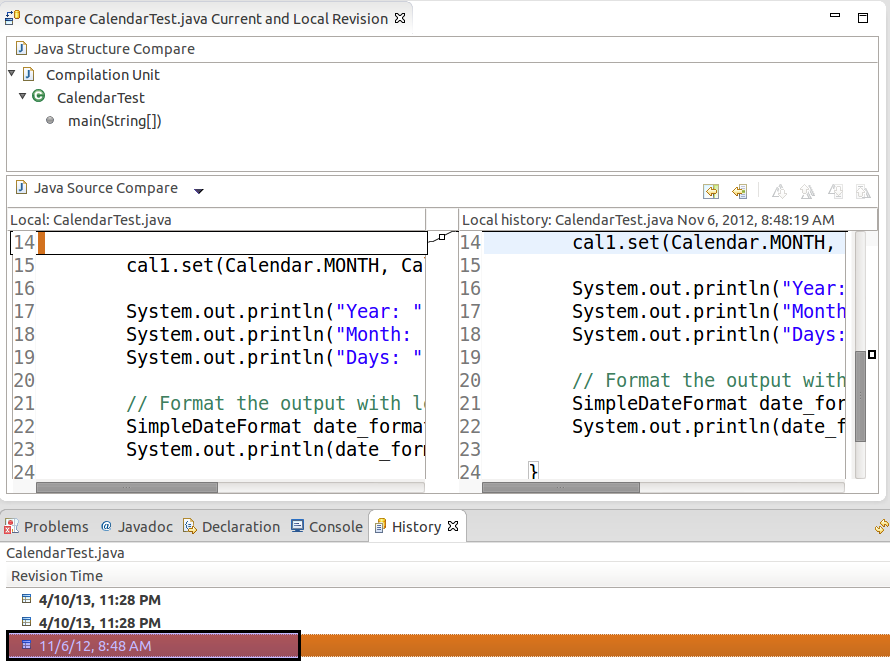 Compare CalendarTest.java Current and Local Revision
Java Structure Compare
Compilation Unit
CalendarTest
main(String[])
Java Source Compare
Local: CalendarTest.java
14
15 cal1.set(Calendar.MONTH, Ca
16
17 System.out.println("Year: "
18 System.out.println("Month:
19 System.out.println("Days: "
20
21 // Format the output with l
22 SimpleDateFormat date_forma
23 System.out.println(date_for
24
Local history: CalendarTest.java Nov 6, 2012, 8:48:19 AM
14 cal1.set(Calendar.MONTH,
15
16 System.out.println("Year:
17 System.out.println("Month
18 System.out.println("Days:
19
20 // Format the output with
21 SimpleDateFormat date_for
22 System.out.println(date_f
23
24 }
Problems @ Javadoc Declaration Console History
CalendarTest.java
Revision Time
4/10/13, 11:28 PM
4/10/13, 11:28 PM
11/6/12, 8:48 AM